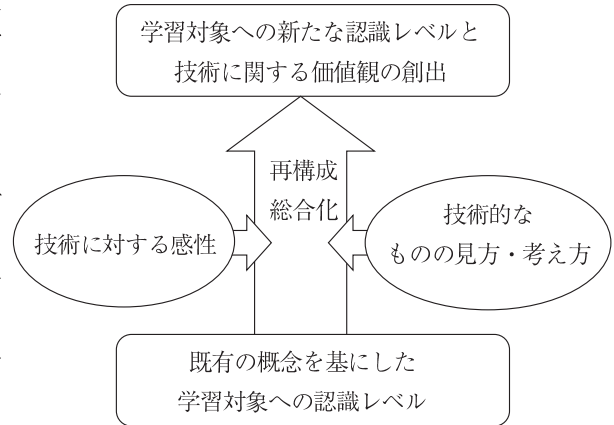 学習対象への新たな認識レベルと
技術に関する価値観の創出
再構成
総合化
技術に対する感性
技術的な
ものの見方・考え方
既有の概念を基にした
学習対象への認識レベル